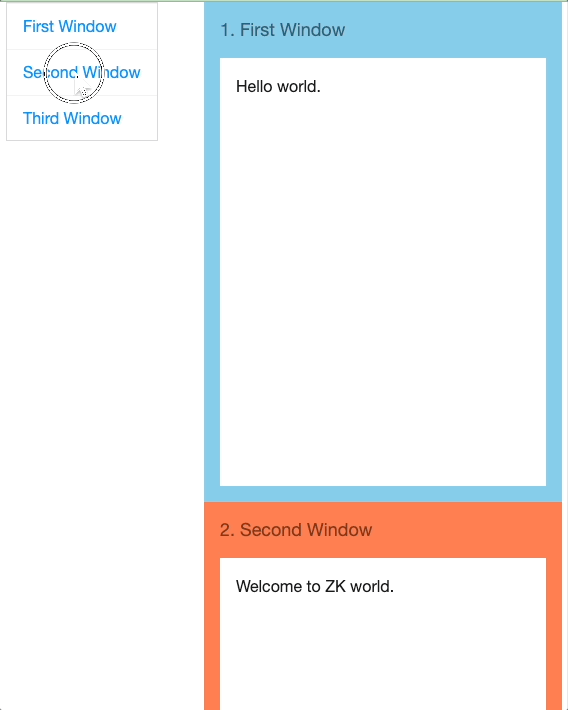 First Window
Second Window
Third Window
1. First Window
Hello world.
2. Second Window
Welcome to ZK world.